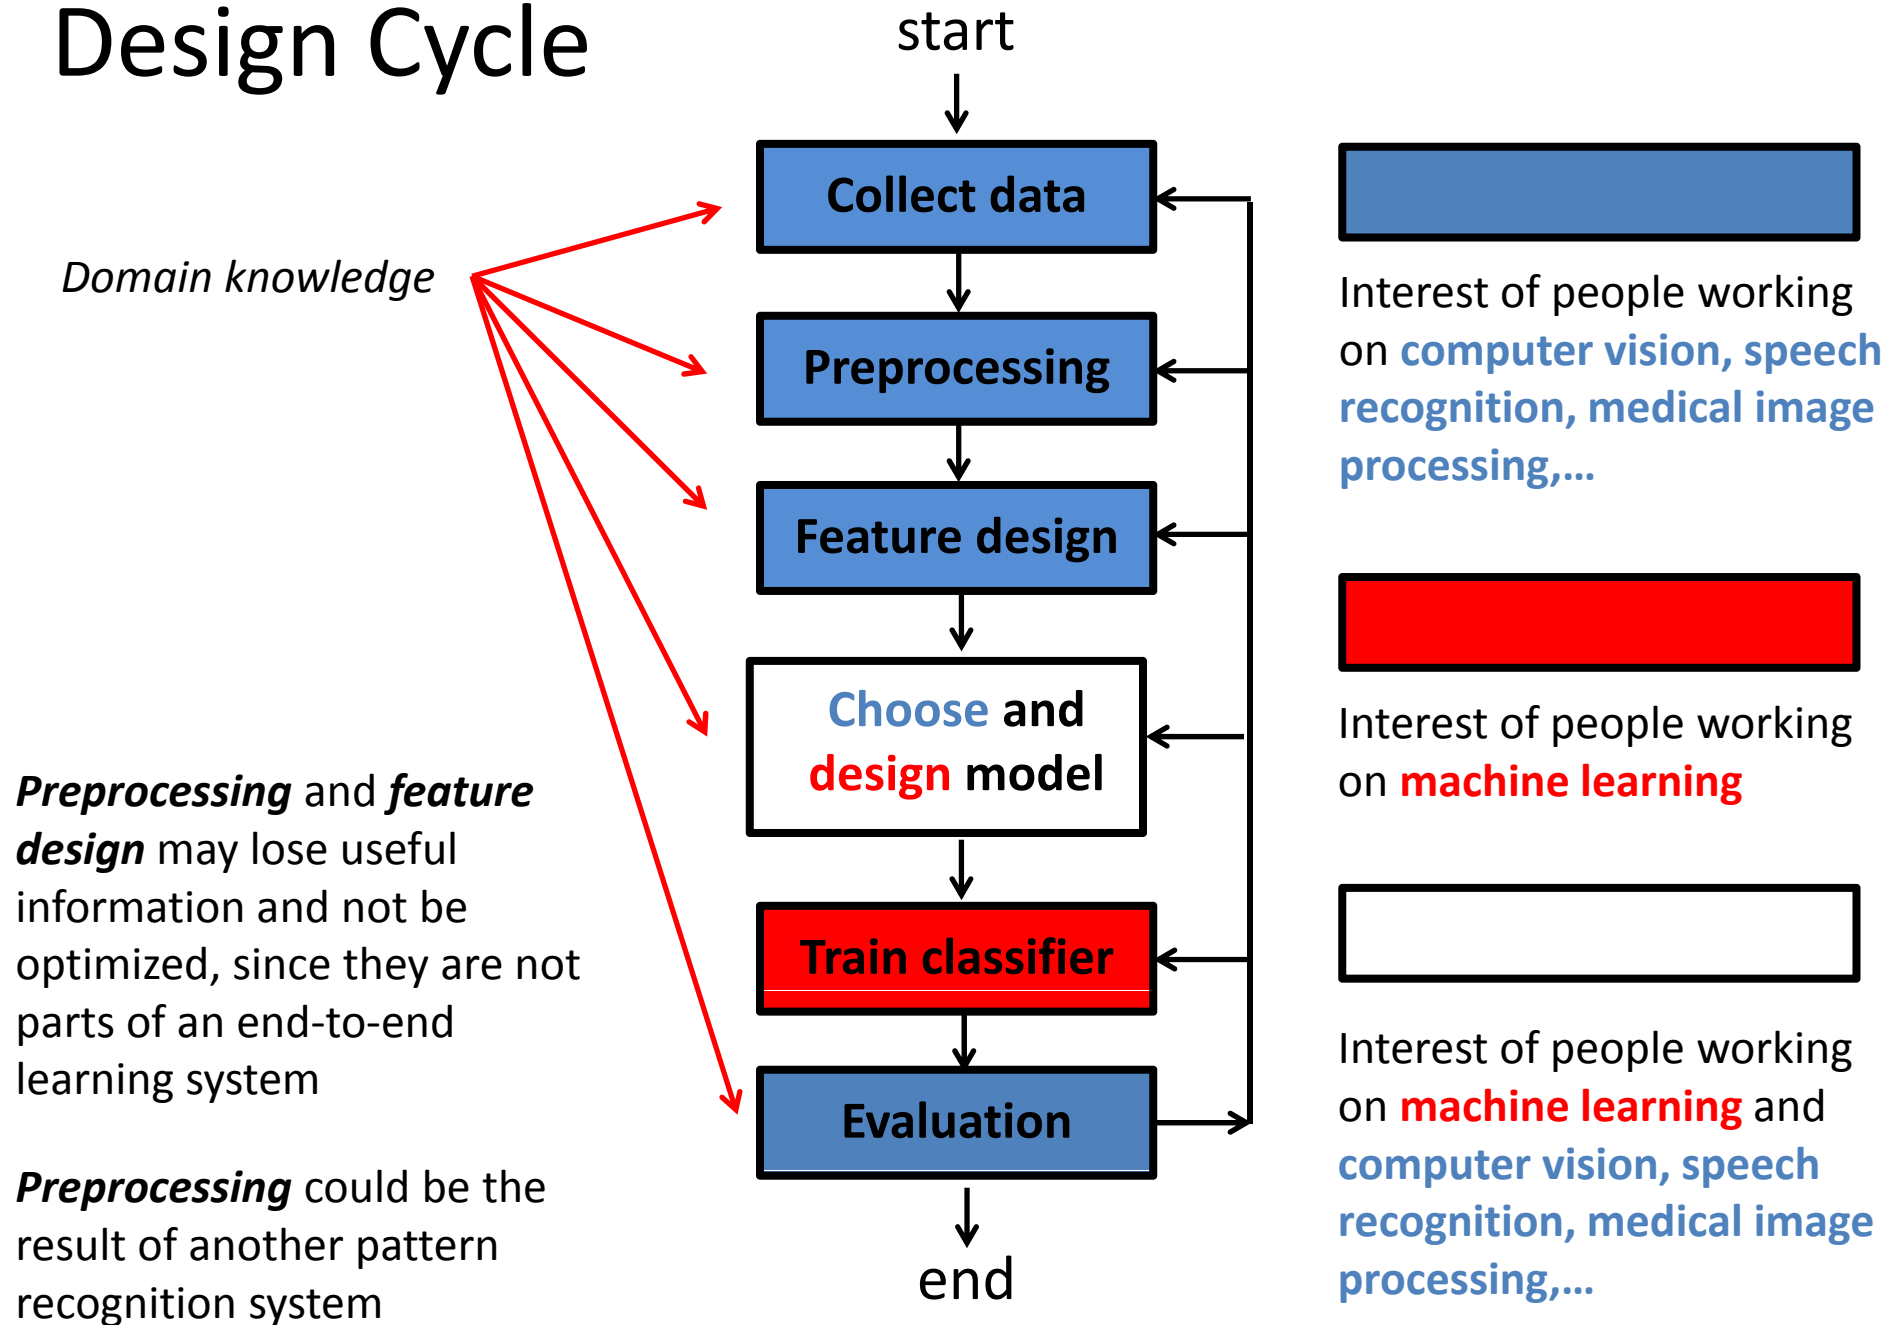 Design Cycle
start
Collect data
Domain knowledge
Preprocessing
Feature design
Choose and
design model
Train classifier
Evaluation
end
Preprocessing and feature
design may lose useful
information and not be
optimized, since they are not
parts of an end-to-end
learning system
Preprocessing could be the
result of another pattern
recognition system
Interest of people working
on computer vision, speech
recognition, medical image
processing,...
Interest of people working
on machine learning
Interest of people working
on machine learning and
computer vision, speech
recognition, medical image
processing,...